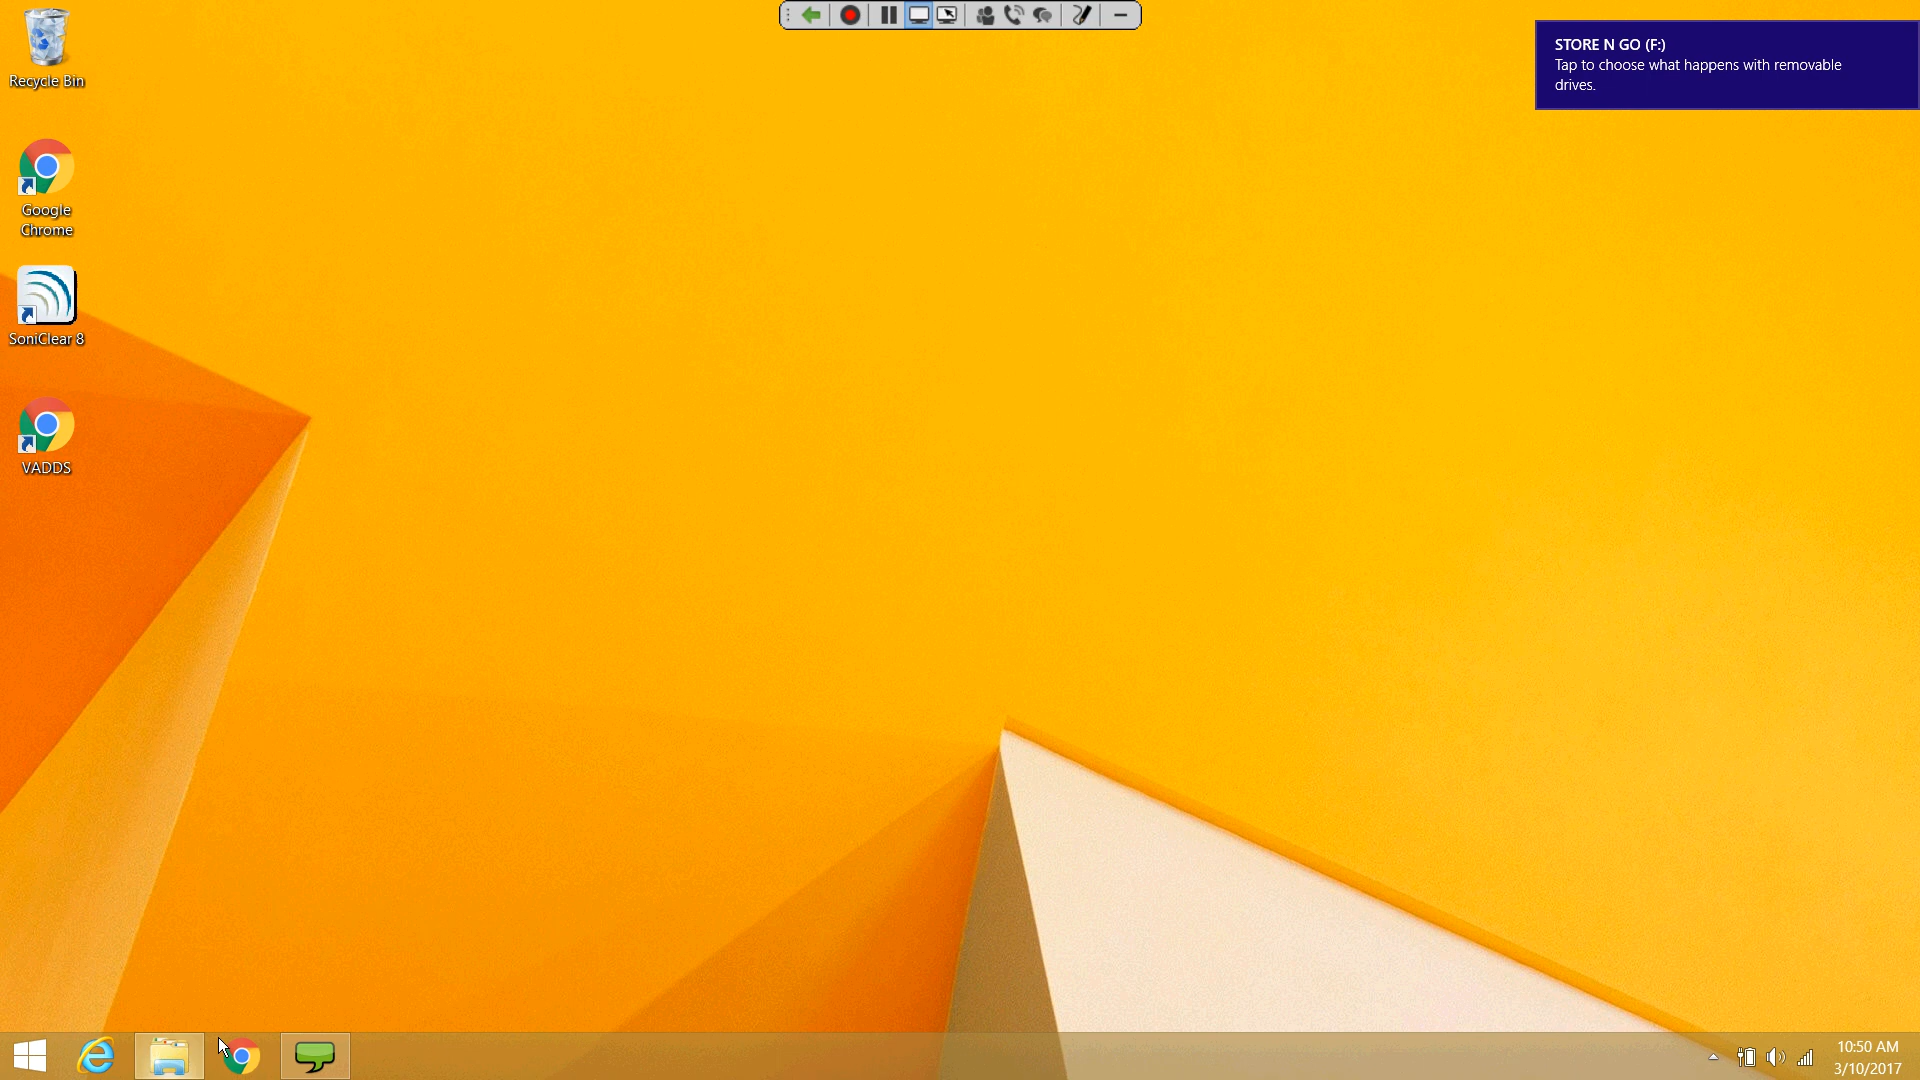 STORE N GO (F:)
Tap to choose what happens with removable
drives.
Recycle Bin
Google
Chrome
SoniClear 8
VADDS
10:50 AM
3/10/2017